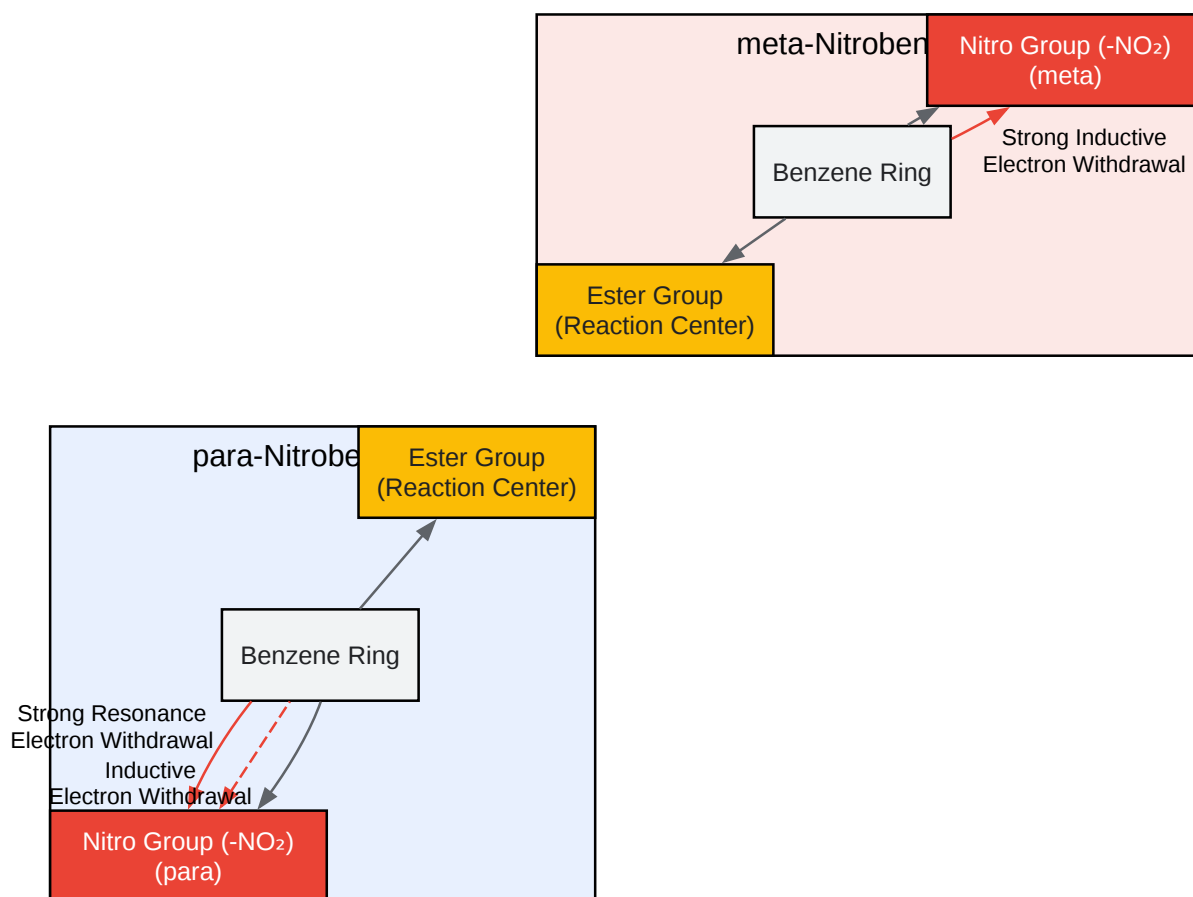 meta-Nitroben
Nitro Group (-NO₂)
(meta)
Strong Inductive
Electron Withdrawal
Benzene Ring
Ester Group
(Reaction Center)
para-Nitrobe
Ester Group
(Reaction Center)
Benzene Ring
Strong Resonance
Electron Withdrawal
Inductive
Electron Withdrawal
Nitro Group (-NO₂)
(para)